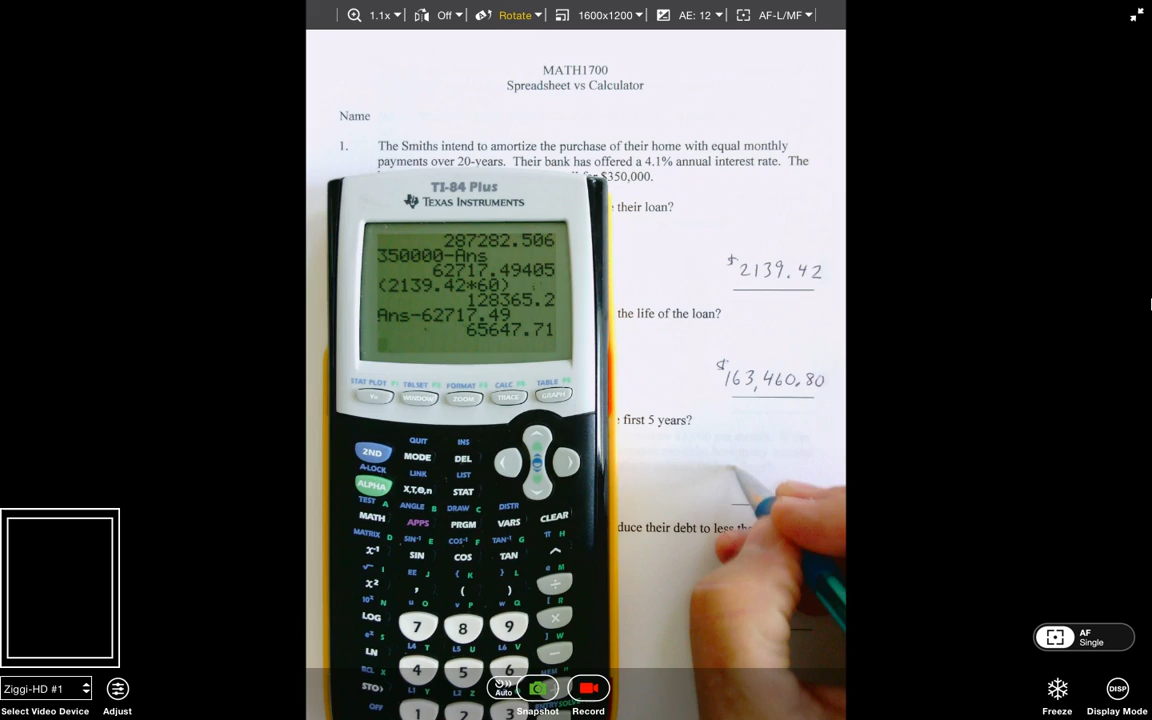 1.1x
Off
Rotate
1600x1200
AE: 12
AF-L/MF
MATH1700
Spreadsheet vs Calculator
Name
1. The Smiths intend to amortize the purchase of their home with equal monthly
payments over 20-years. Their bank has offered a 4.1% annual interest rate. The
$350,000.
their loan?
$2139.42
the life of the loan?
$163,460.80
first 5 years?
duce their debt to less
TI-84 Plus
TEXAS INSTRUMENTS
287282.506
350000-Ans
62717.49405
(2139.42*60)
128365.2
Ans-62717.49
65647.71
STAT PLOT F1 TBLSET F2 FORMAT F3 CALC F4 TABLE F5
Y= WINDOW ZOOM TRACE GRAPH
QUIT INS
2ND MODE DEL
A-LOCK LINK LIST
ALPHA X,T,Θ,n STAT
TEST A ANGLE B DRAW C DISTR
MATH APPS PRGM VARS CLEAR
MATRIX D SIN⁻¹ E COS⁻¹ F TAN⁻¹ G π H
x⁻¹ SIN COS TAN ^
√ I EE J { K } L e M
x² , ( ) ÷
10ˣ N u O v P w Q [ R
LOG 7 8 9 ×
eˣ S L4 T L5 U L6 V ] W
LN 4 5 6 −
RCL X L1 Y L2 Z
STO▸
OFF
1 2 3
AF
Single
Ziggi-HD #1
Select Video Device
Adjust
Auto
Snapshot
Record
Freeze
DISP
Display Mode